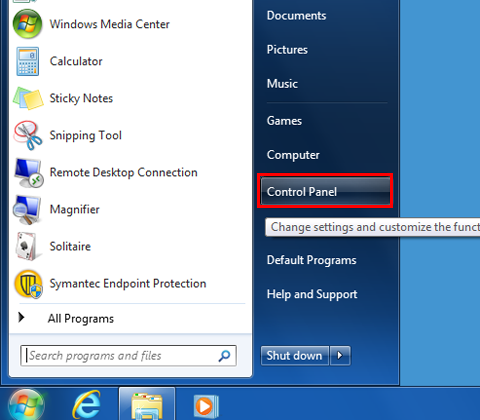 Windows Media Center
Calculator
Sticky Notes
Snipping Tool
Remote Desktop Connection
Magnifier
Solitaire
Symantec Endpoint Protection
All Programs
Search programs and files
Documents
Pictures
Music
Games
Computer
Control Panel
Change settings and customize the funct
Default Programs
Help and Support
Shut down